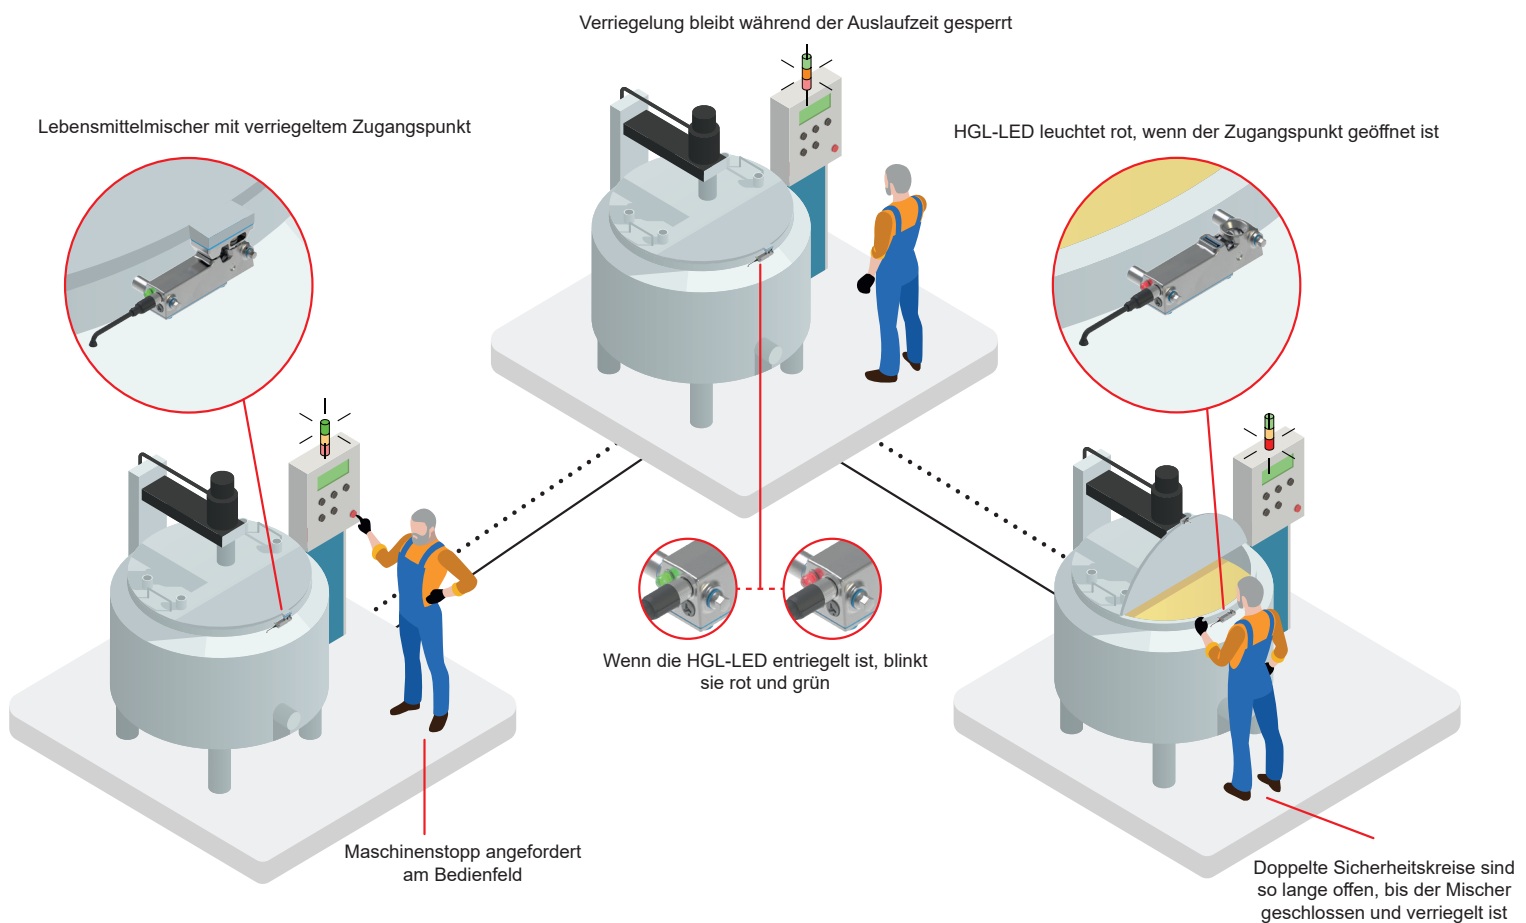 Verriegelung bleibt während der Auslaufzeit gesperrt
Lebensmittelmischer mit verriegeltem Zugangspunkt
HGL-LED leuchtet rot, wenn der Zugangspunkt geöffnet ist
Wenn die HGL-LED entriegelt ist, blinkt
sie rot und grün
Maschinenstopp angefordert
am Bedienfeld
Doppelte Sicherheitskreise sind
so lange offen, bis der Mischer
geschlossen und verriegelt ist